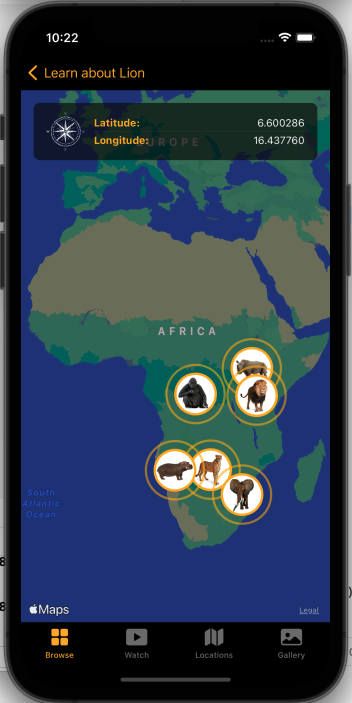 10:22
Learn about Lion
Latitude: 6.600286
Longitude: 16.437760
UROPE
AFRICA
South
Atlantic
Ocean
Maps
Legal
Browse Watch Locations Gallery